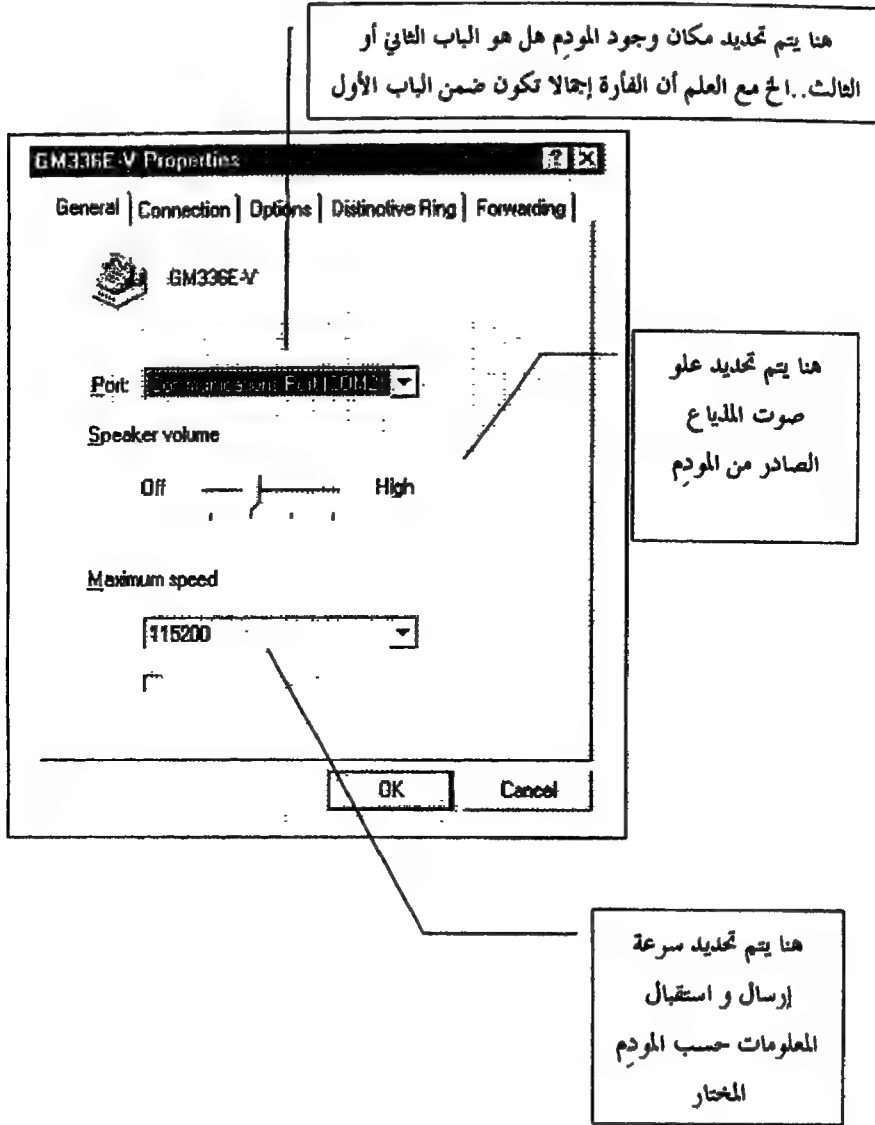 هنا يتم تحديد مكان وجود المودِم هل هو الباب الثاني أو
الثالث..الخ مع العلم أن الفأرة إجمالا تكون ضمن الباب الأول
GM336E-V Properties
General Connection Options Distinctive Ring Forwarding
GM336E-V
Port:
Speaker volume
Off High
Maximum speed
115200
OK Cancel
هنا يتم تحديد علو
صوت المذياع
الصادر من المودِم
هنا يتم تحديد سرعة
إرسال و استقبال
المعلومات حسب المودِم
المختار